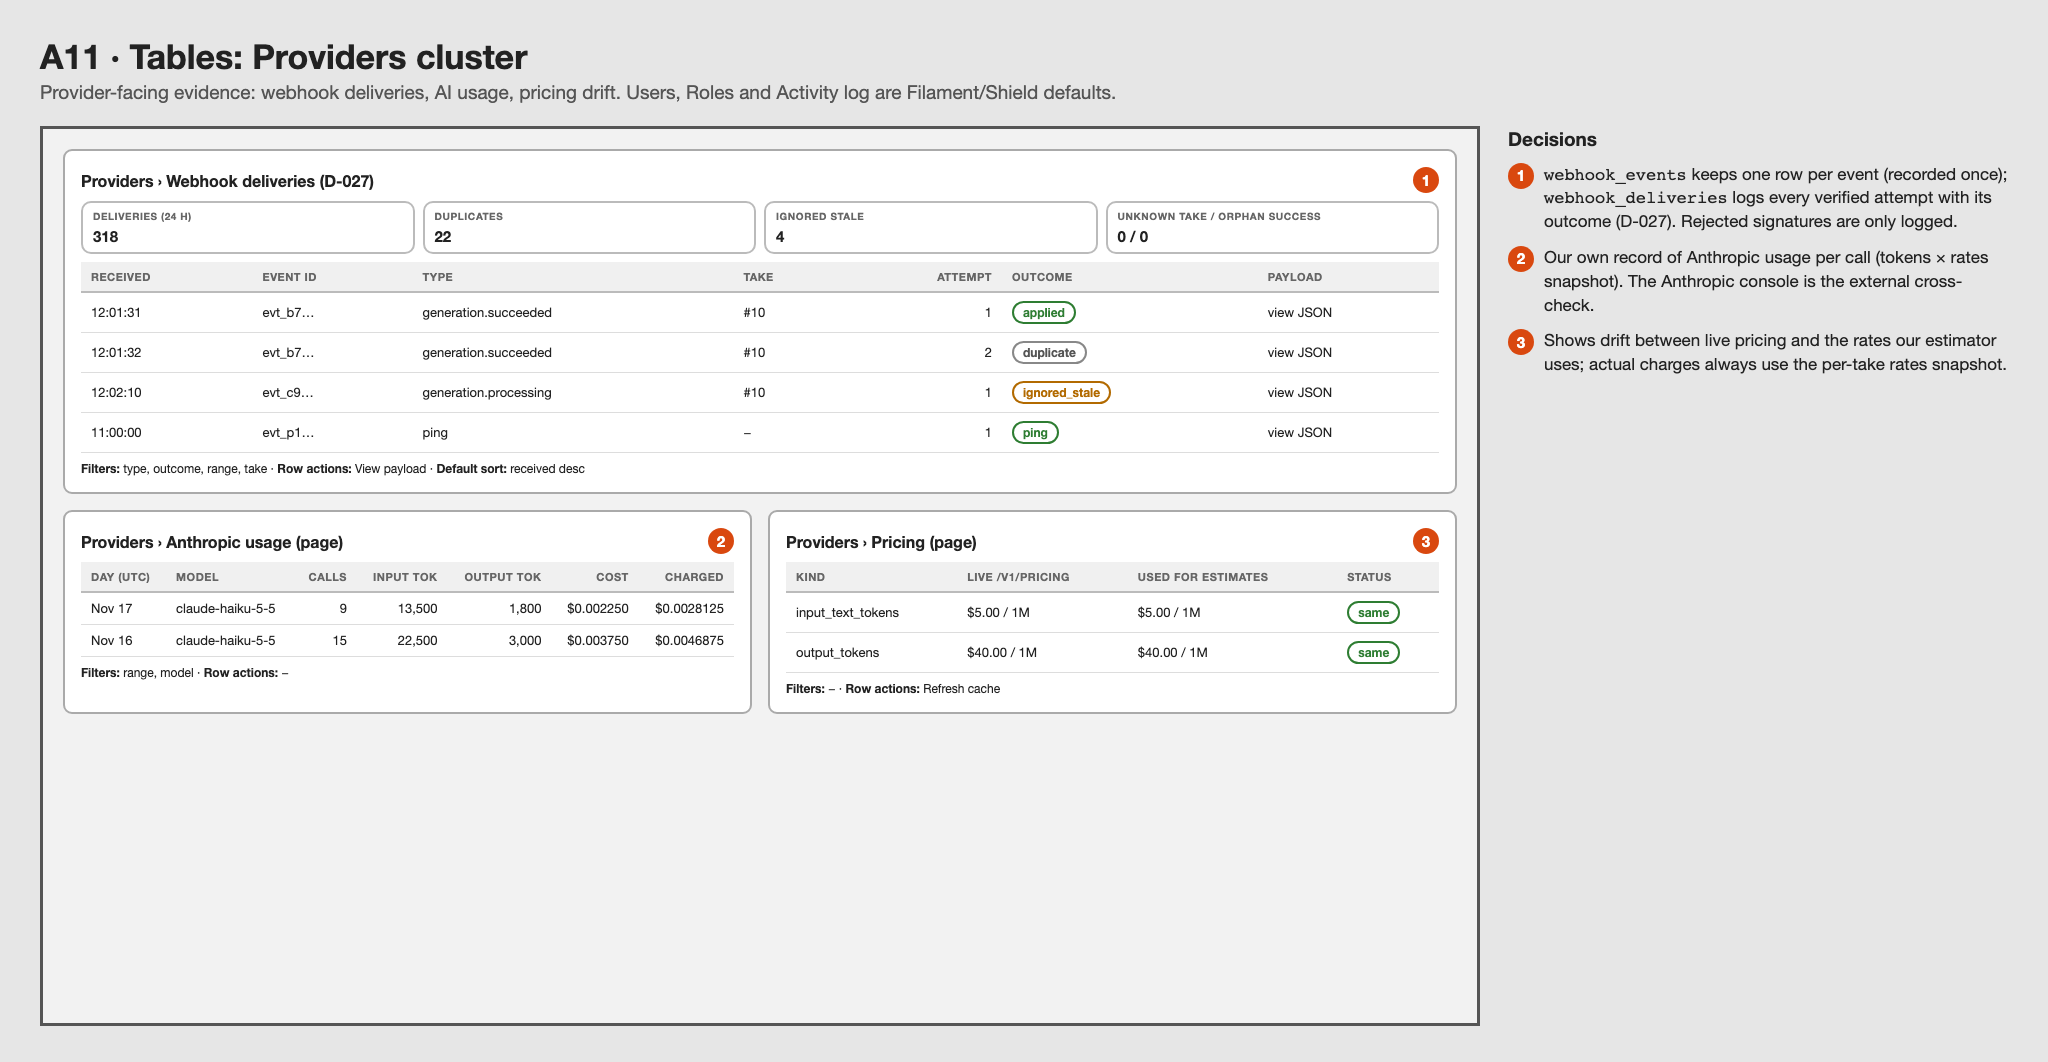 A11 · Tables: Providers cluster
Provider-facing evidence: webhook deliveries, AI usage, pricing drift. Users, Roles and Activity log are Filament/Shield defaults.
Providers › Webhook deliveries (D-027)
1
DELIVERIES (24 H)
318
DUPLICATES
22
IGNORED STALE
4
UNKNOWN TAKE / ORPHAN SUCCESS
0 / 0
RECEIVED EVENT ID TYPE TAKE ATTEMPT OUTCOME PAYLOAD
12:01:31 evt_b7… generation.succeeded #10 1 applied view JSON
12:01:32 evt_b7… generation.succeeded #10 2 duplicate view JSON
12:02:10 evt_c9… generation.processing #10 1 ignored_stale view JSON
11:00:00 evt_p1… ping – 1 ping view JSON
Filters: type, outcome, range, take · Row actions: View payload · Default sort: received desc
Providers › Anthropic usage (page)
2
DAY (UTC) MODEL CALLS INPUT TOK OUTPUT TOK COST CHARGED
Nov 17 claude-haiku-5-5 9 13,500 1,800 $0.002250 $0.0028125
Nov 16 claude-haiku-5-5 15 22,500 3,000 $0.003750 $0.0046875
Filters: range, model · Row actions: –
Providers › Pricing (page)
3
KIND LIVE /V1/PRICING USED FOR ESTIMATES STATUS
input_text_tokens $5.00 / 1M $5.00 / 1M same
output_tokens $40.00 / 1M $40.00 / 1M same
Filters: – · Row actions: Refresh cache
Decisions
1 webhook_events keeps one row per event (recorded once);
webhook_deliveries logs every verified attempt with its
outcome (D-027). Rejected signatures are only logged.
2 Our own record of Anthropic usage per call (tokens × rates
snapshot). The Anthropic console is the external cross-
check.
3 Shows drift between live pricing and the rates our estimator
uses; actual charges always use the per-take rates snapshot.